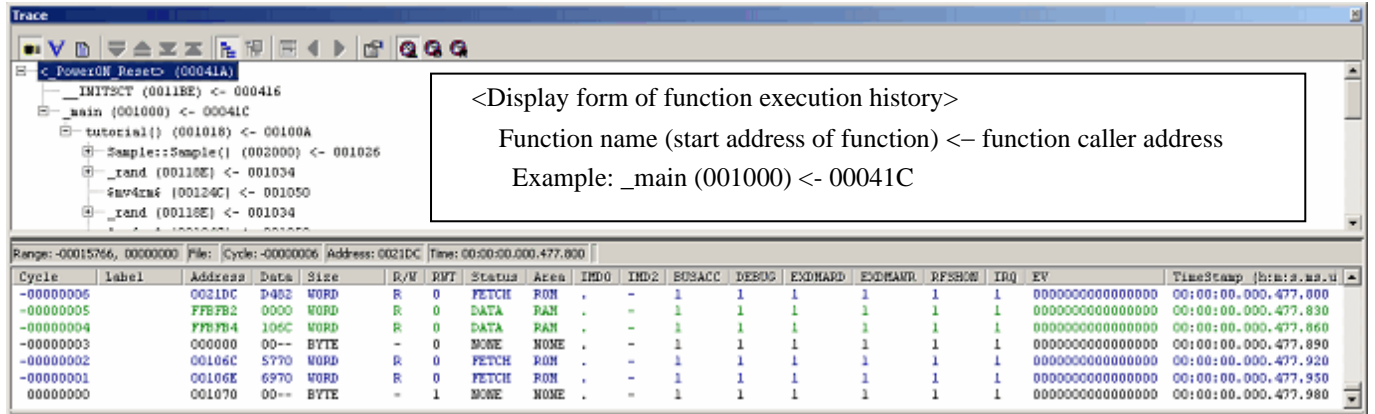 Trace
< PowerON_Reset> (00041A)
__INITSCT (0011BE) <- 000416
_main (001000) <- 00041C
tutorial() (001018) <- 00100A
Sample::Sample() (002000) <- 001026
_rand (00118E) <- 001034
$mv4rm$ (00124C) <- 001050
_rand (00118E) <- 001034
<Display form of function execution history>
Function name (start address of function) <– function caller address
Example: _main (001000) <- 00041C
Range: -00015766, 00000000 File: Cycle: -00000006 Address: 0021DC Time: 00:00:00.000.477.800
Cycle Label Address Data Size R/W RWT Status Area IMD0 IMD2 BUSACC DEBUG EXDMARD EXDMAWR RFSHON IRQ EV TimeStamp (h:m:s.ms.u
-00000006 0021DC D482 WORD R 0 FETCH ROM . - 1 1 1 1 1 1 0000000000000000 00:00:00.000.477.800
-00000005 FFBFB2 0000 WORD R 0 DATA RAM . - 1 1 1 1 1 1 0000000000000000 00:00:00.000.477.830
-00000004 FFBFB4 106C WORD R 0 DATA RAM . - 1 1 1 1 1 1 0000000000000000 00:00:00.000.477.860
-00000003 000000 00-- BYTE - 0 NONE NONE . - 1 1 1 1 1 1 0000000000000000 00:00:00.000.477.890
-00000002 00106C 5770 WORD R 0 FETCH ROM . - 1 1 1 1 1 1 0000000000000000 00:00:00.000.477.920
-00000001 00106E 6970 WORD R 0 FETCH ROM . - 1 1 1 1 1 1 0000000000000000 00:00:00.000.477.950
00000000 001070 00-- BYTE - 1 NONE NONE . - 1 1 1 1 1 1 0000000000000000 00:00:00.000.477.980